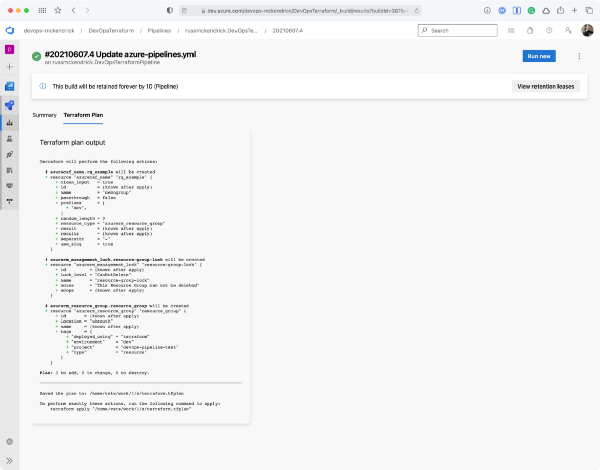 dev.azure.com/devops-mckendrick/DevOpsTerraform/_build/results?buildId=387&
devops-mckendrick / DevOpsTerraform / Pipelines / russmckendrick.DevOpsTe... / 20210607.4
Search
D
#20210607.4 Update azure-pipelines.yml
on russmckendrick.DevOpsTerraformPipeline
Run new
This build will be retained forever by 10 (Pipeline)
View retention leases
Summary
Terraform Plan
Terraform plan output
Terraform will perform the following actions:
# azurecaf_name.rg_example will be created
+ resource "azurecaf_name" "rg_example" {
+ clean_input = true
+ id = (known after apply)
+ name = "demogroup"
+ passthrough = false
+ prefixes = [
+ "dev",
]
+ random_length = 0
+ resource_type = "azurerm_resource_group"
+ result = (known after apply)
+ results = (known after apply)
+ separator = "-"
+ use_slug = true
}
# azurerm_management_lock.resource-group-lock will be created
+ resource "azurerm_management_lock" "resource-group-lock" {
+ id = (known after apply)
+ lock_level = "CanNotDelete"
+ name = "resource-group-lock"
+ notes = "This Resource Group can not be deleted"
+ scope = (known after apply)
}
# azurerm_resource_group.resource_group will be created
+ resource "azurerm_resource_group" "resource_group" {
+ id = (known after apply)
+ location = "uksouth"
+ name = (known after apply)
+ tags = {
+ "deployed_using" = "terraform"
+ "environment" = "dev"
+ "project" = "devops-pipeline-test"
+ "type" = "resource"
}
}
Plan: 3 to add, 0 to change, 0 to destroy.
Saved the plan to: /home/vsts/work/1/s/terraform.tfplan
To perform exactly these actions, run the following command to apply:
terraform apply "/home/vsts/work/1/s/terraform.tfplan"